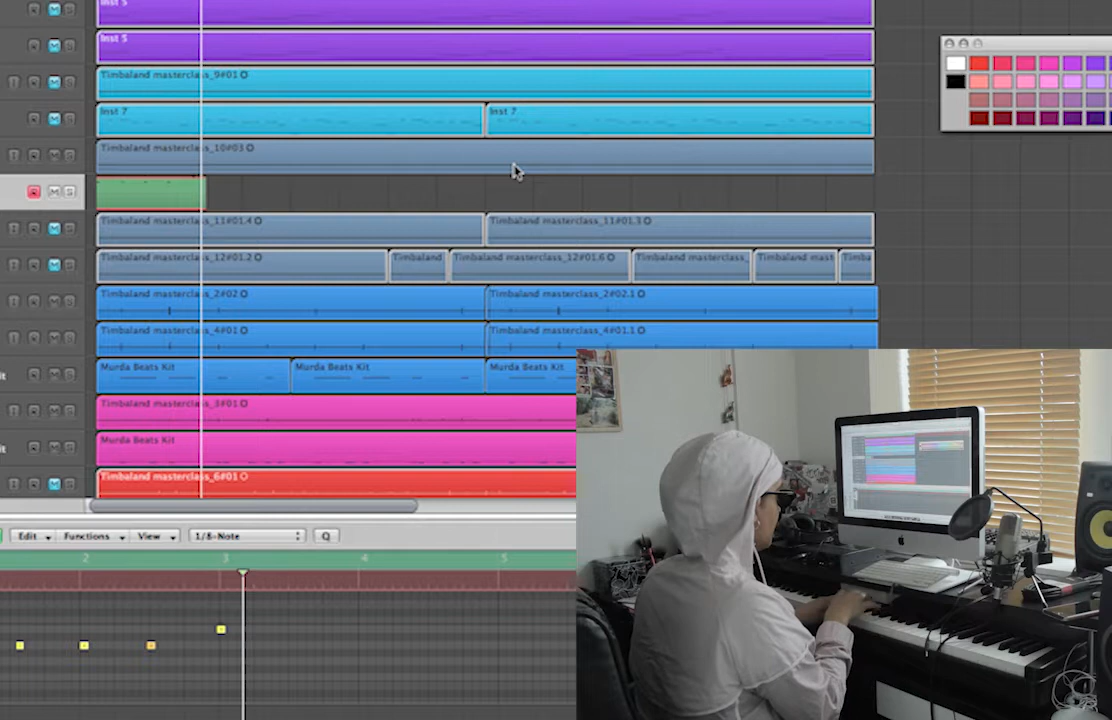 Inst 5
Inst 5
Timbaland masterclass_9#01
Inst 7 Inst 7
Timbaland masterclass_10#03
Timbaland masterclass_11#01.4 Timbaland masterclass_11#01.3
Timbaland masterclass_12#01.2 Timbaland Timbaland masterclass_12#01.6 Timbaland masterclass_ Timbaland mast Timba
Timbaland masterclass_2#02 Timbaland masterclass_2#02.1
Timbaland masterclass_4#01 Timbaland masterclass_4#01.1
it Murda Beats Kit Murda Beats Kit Murda Beats Kit
Timbaland masterclass_3#01
it Murda Beats Kit
Timbaland masterclass_6#01
Edit Functions View 1/8-Note Q
2 3 4 5